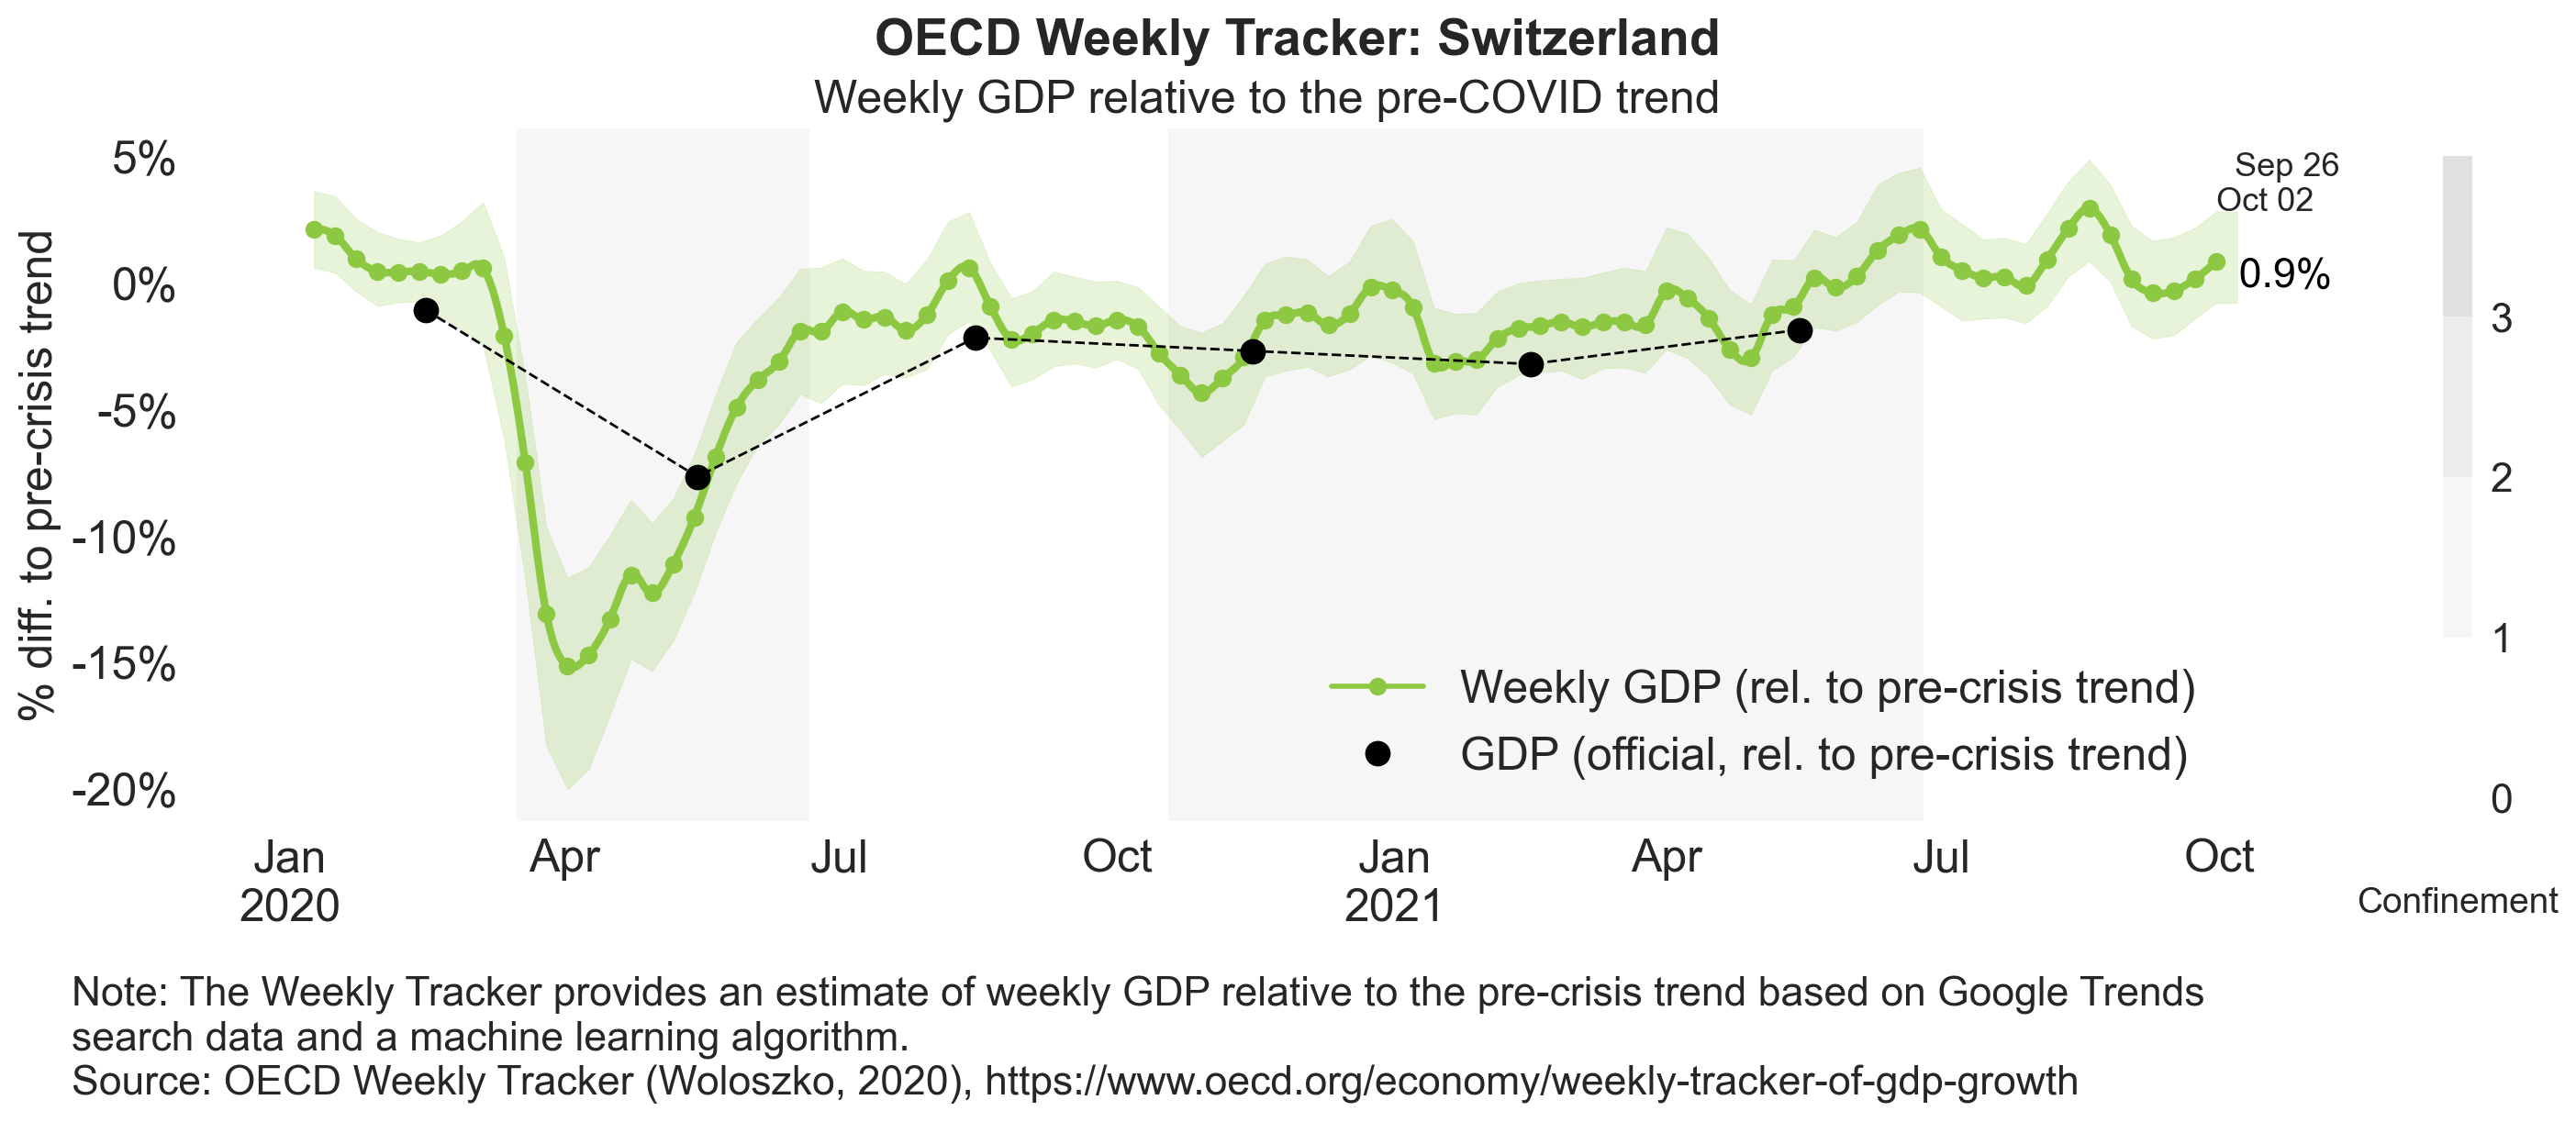 OECD Weekly Tracker: Switzerland
Weekly GDP relative to the pre-COVID trend
% diff. to pre-crisis trend
5%
0%
-5%
-10%
-15%
-20%
Sep 26
Oct 02
0.9%
Weekly GDP (rel. to pre-crisis trend)
GDP (official, rel. to pre-crisis trend)
3
2
1
0
Confinement
Jan Apr Jul Oct Jan Apr Jul Oct
2020 2021
Note: The Weekly Tracker provides an estimate of weekly GDP relative to the pre-crisis trend based on Google Trends
search data and a machine learning algorithm.
Source: OECD Weekly Tracker (Woloszko, 2020), https://www.oecd.org/economy/weekly-tracker-of-gdp-growth